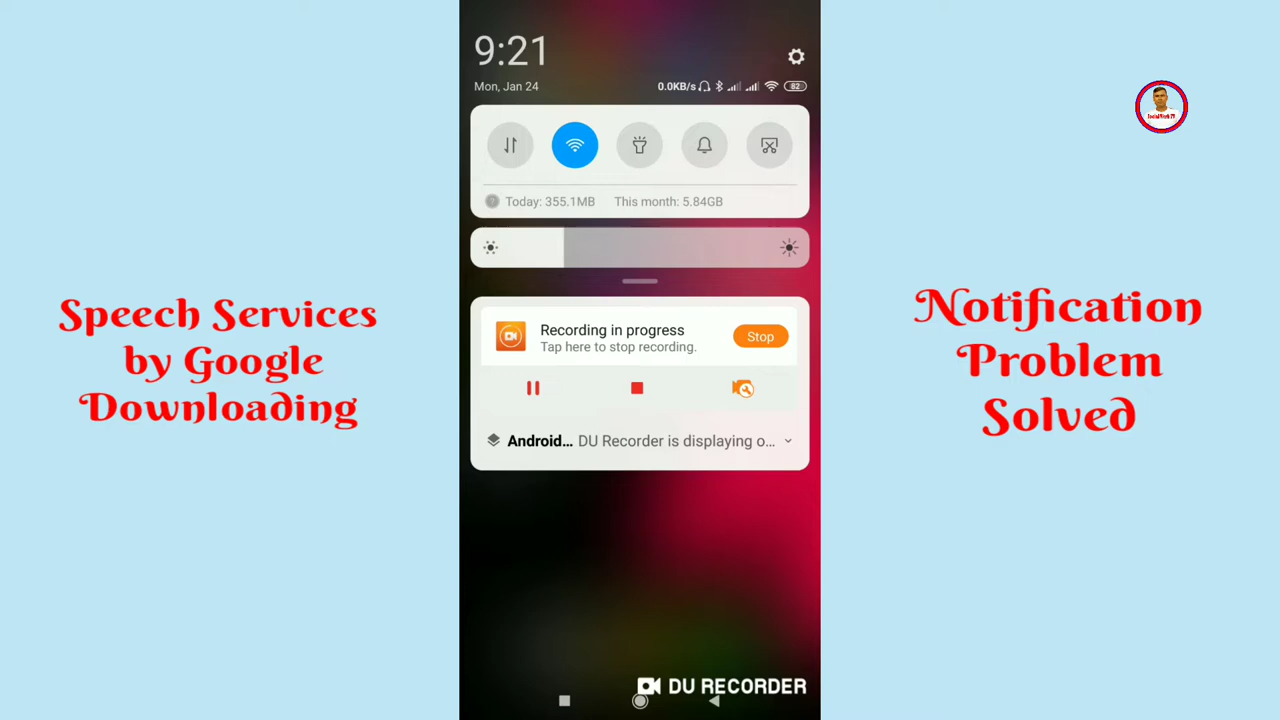 Speech Services
by Google
Downloading
9:21
Mon, Jan 24
0.0KB/s
82
Today: 355.1MB This month: 5.84GB
Recording in progress
Tap here to stop recording.
Stop
Android... DU Recorder is displaying o...
DU RECORDER
Notification
Problem
Solved